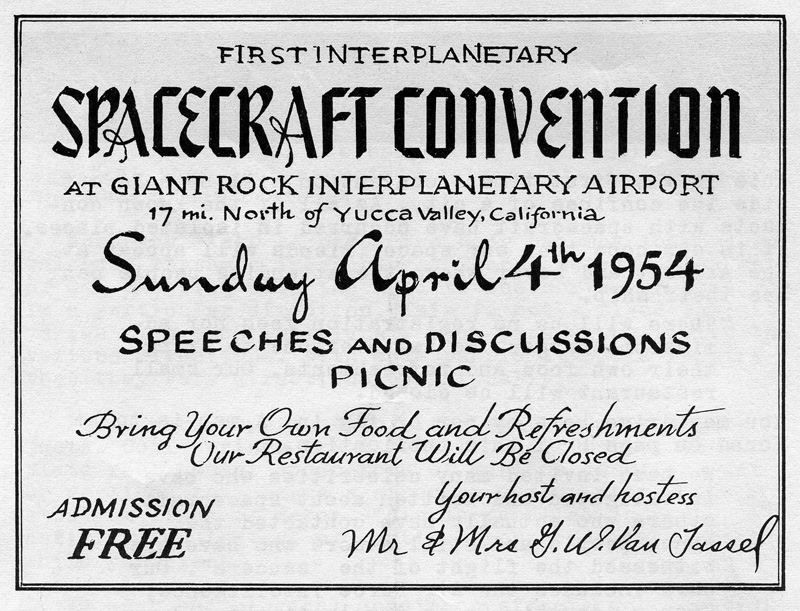 FIRST INTERPLANETARY
SPACECRAFT CONVENTION
AT GIANT ROCK INTERPLANETARY AIRPORT
17 mi. North of Yucca Valley, California
Sunday April 4th 1954
SPEECHES AND DISCUSSIONS
PICNIC
Bring Your Own Food and Refreshments
Our Restaurant Will Be Closed
Your host and hostess
ADMISSION
FREE
Mr & Mrs G. W. Van Tassel